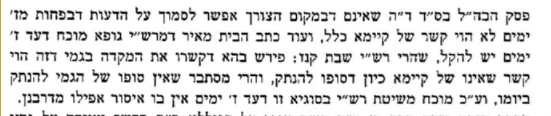 פסק הבה"ל בס"ד ד"ה שאינם דבמקום הצורך אפשר לסמוך על הדעות דבפחות מז'
ימים לא הוי קשר של קיימא כלל, ועוד כתב הבית מאיר דמרש"י גופא מוכח דעד ז'
ימים יש להקל, שהרי רש"י שבת קנז: פירש בהא דקשרו את המקדה בגמי דזה הוי
קשר שאינו של קיימא כיון דסופו להנתק, והרי מסתבר שאין סופו של הגמי להנתק
ביומו, וע"כ מוכח משיטת רש"י בסוגיא זו דעד ז' ימים אין בו איסור אפילו מדרבנן.